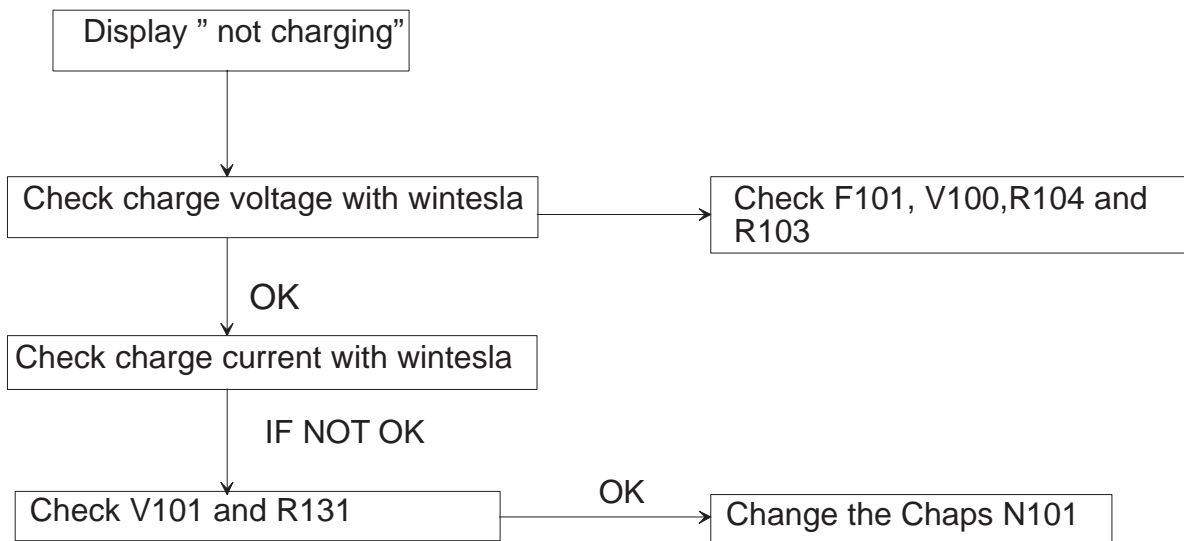 Display ” not charging”
Check charge voltage with wintesla
Check F101, V100,R104 and
R103
OK
Check charge current with wintesla
IF NOT OK
Check V101 and R131
OK
Change the Chaps N101